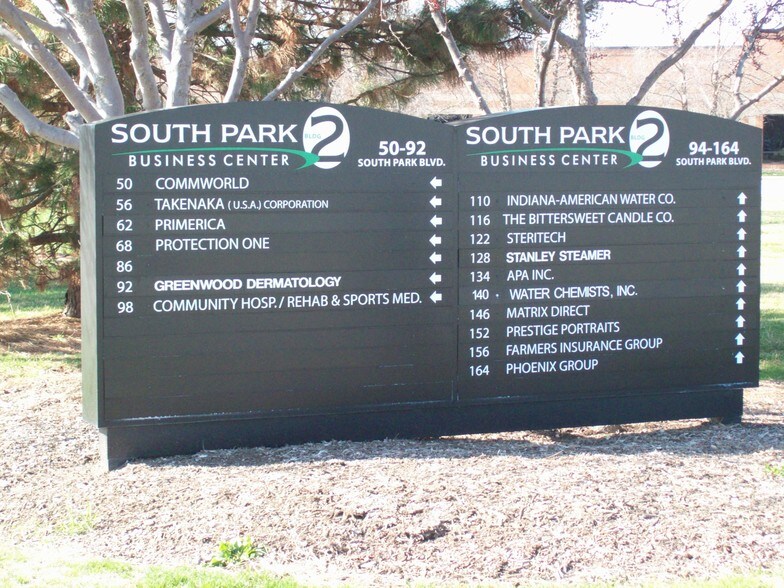 SOUTH PARK 2
BLDG
BUSINESS CENTER
50-92
SOUTH PARK BLVD.
50 COMMWORLD
56 TAKENAKA ( U.S.A.) CORPORATION
62 PRIMERICA
68 PROTECTION ONE
86
92 GREENWOOD DERMATOLOGY
98 COMMUNITY HOSP. / REHAB & SPORTS MED.
SOUTH PARK 2
BLDG
BUSINESS CENTER
94-164
SOUTH PARK BLVD.
110 INDIANA-AMERICAN WATER CO.
116 THE BITTERSWEET CANDLE CO.
122 STERITECH
128 STANLEY STEAMER
134 APA INC.
140 WATER CHEMISTS, INC.
146 MATRIX DIRECT
152 PRESTIGE PORTRAITS
156 FARMERS INSURANCE GROUP
164 PHOENIX GROUP